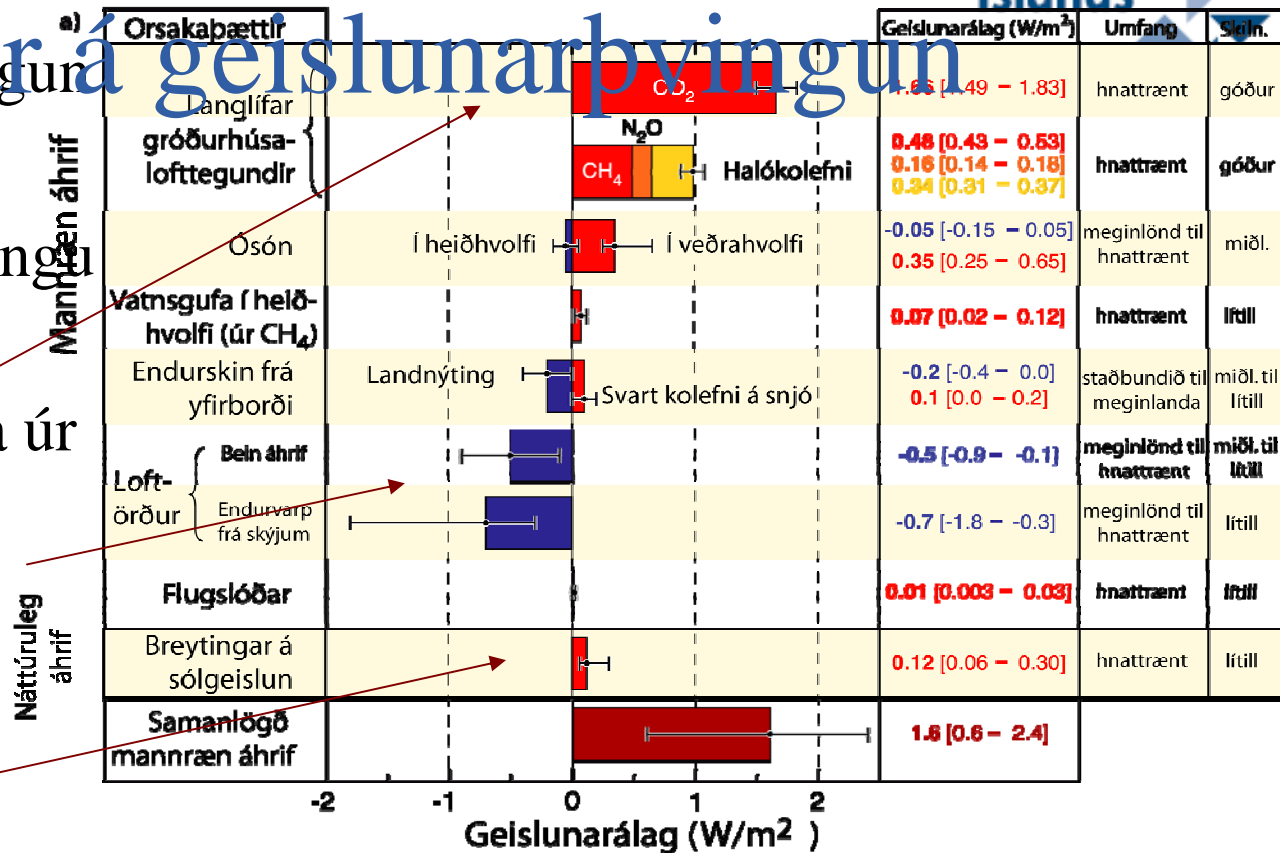 Íslands
r á geislunarþvingun
gur
ngu
a úr
a) Orsakaþættir
Geislunarálag (W/m²) Umfang Skiln.
Mannræn áhrif
Langlífar
gróðurhúsa-
lofttegundir
CO₂
1.66 [1.49 – 1.83] hnattrænt góður
N₂O
CH₄
Halókolefni
0.48 [0.43 – 0.53]
0.16 [0.14 – 0.18]
0.34 [0.31 – 0.37]
hnattrænt góður
Ósón
Í heiðhvolfi Í veðrahvolfi
-0.05 [-0.15 – 0.05]
0.35 [0.25 – 0.65]
meginlönd til
hnattrænt
miðl.
Vatnsgufa í heið-
hvolfi (úr CH₄)
0.07 [0.02 – 0.12] hnattrænt lítill
Endurskin frá
yfirborði
Landnýting
Svart kolefni á snjó
-0.2 [-0.4 – 0.0]
0.1 [0.0 – 0.2]
staðbundið til
meginlanda
miðl. til
lítill
Loft-
örður
Bein áhrif
-0.5 [-0.9 – -0.1]
meginlönd til
hnattrænt
miðl. til
lítill
Endurvarp
frá skýjum
-0.7 [-1.8 – -0.3]
meginlönd til
hnattrænt
lítill
Flugslóðar
0.01 [0.003 – 0.03] hnattrænt lítill
Náttúruleg
áhrif
Breytingar á
sólgeislun
0.12 [0.06 – 0.30] hnattrænt lítill
Samanlögð
mannræn áhrif
1.6 [0.6 – 2.4]
-2 -1 0 1 2
Geislunarálag (W/m² )